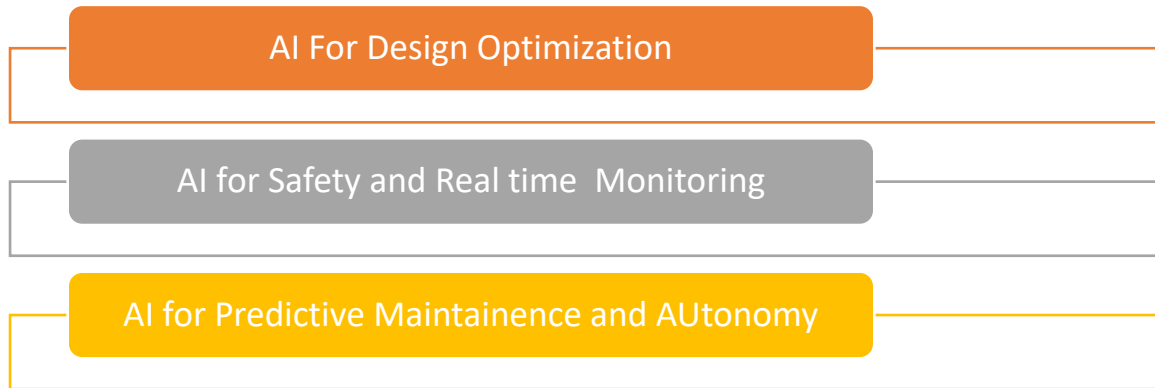 AI For Design Optimization
AI for Safety and Real time  Monitoring
AI for Predictive Maintainence and AUtonomy